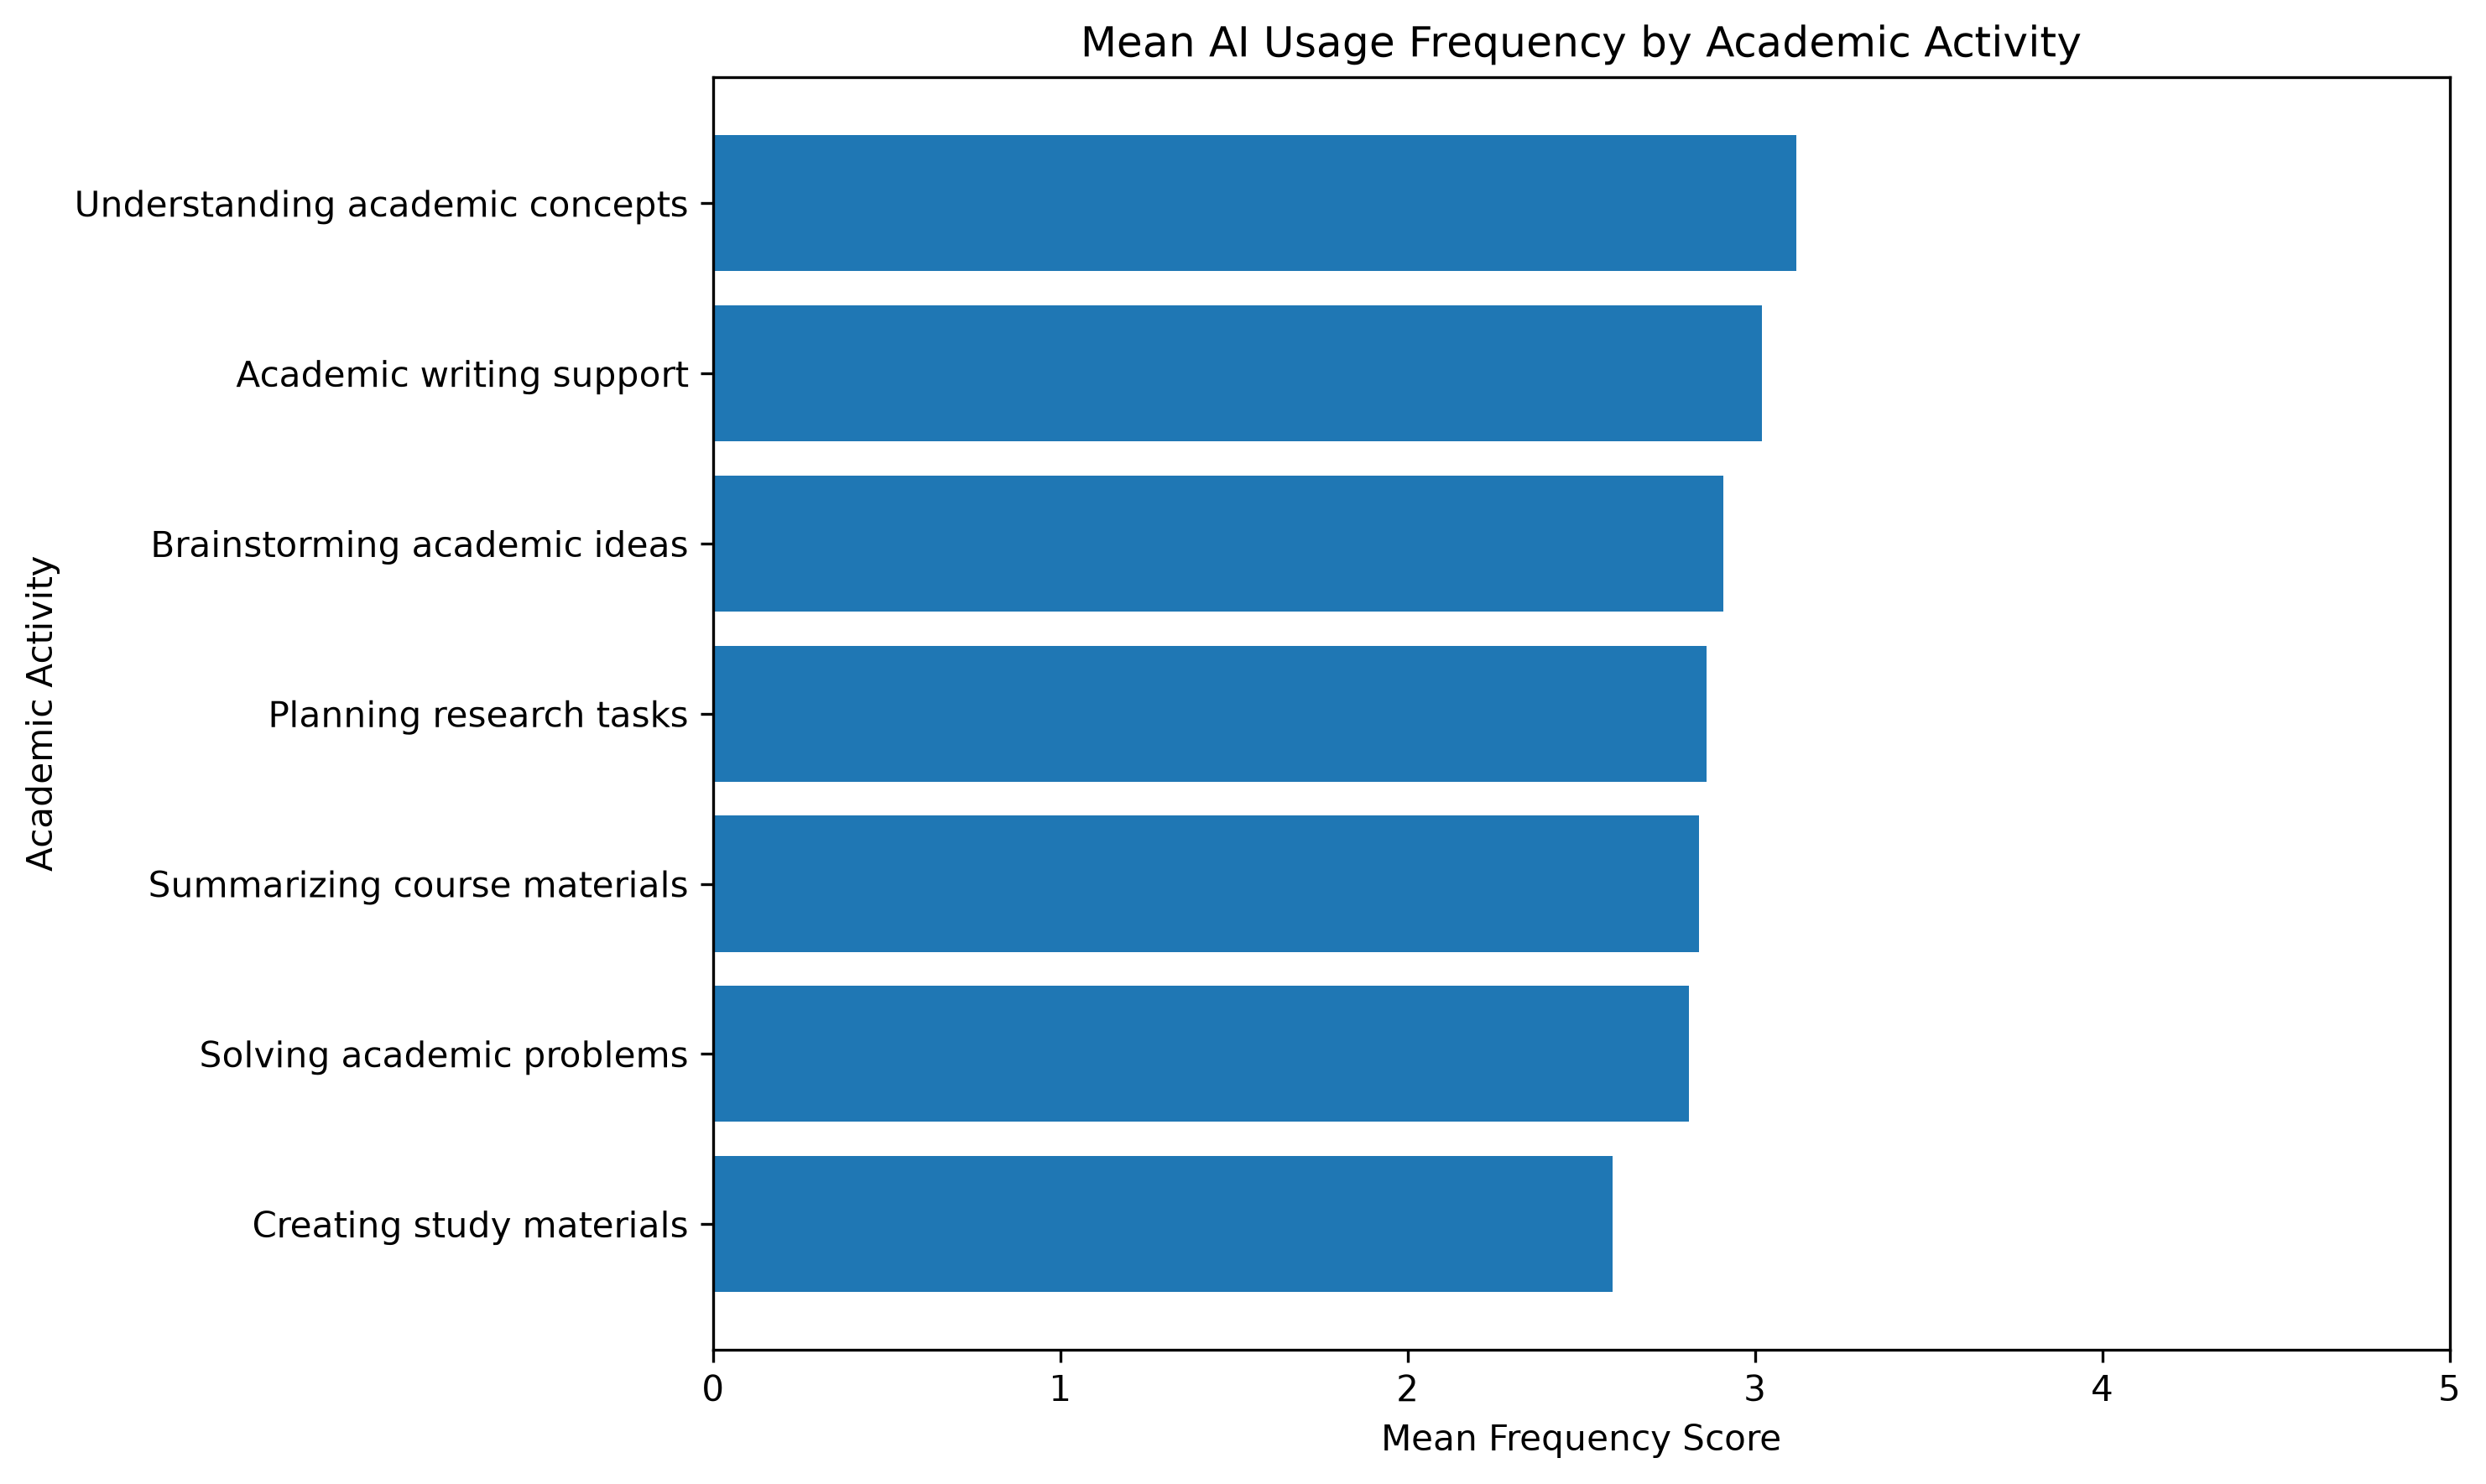 Mean AI Usage Frequency by Academic Activity
Academic Activity
Understanding academic concepts
Academic writing support
Brainstorming academic ideas
Planning research tasks
Summarizing course materials
Solving academic problems
Creating study materials
0 1 2 3 4 5
Mean Frequency Score